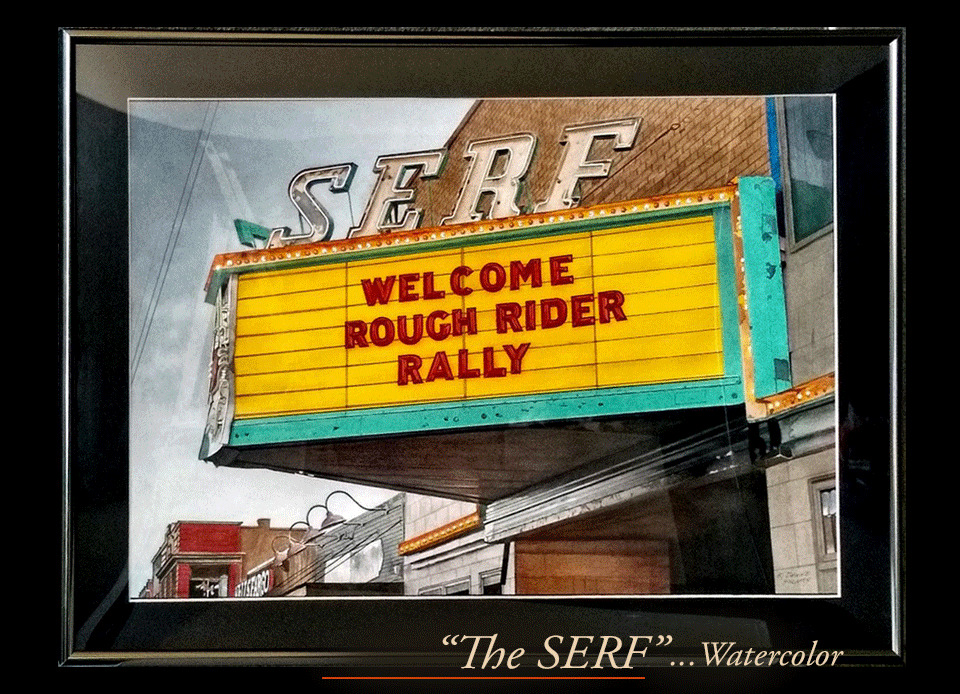 SERF
WELCOME
ROUGH RIDER
RALLY
“The SERF”... Watercolor